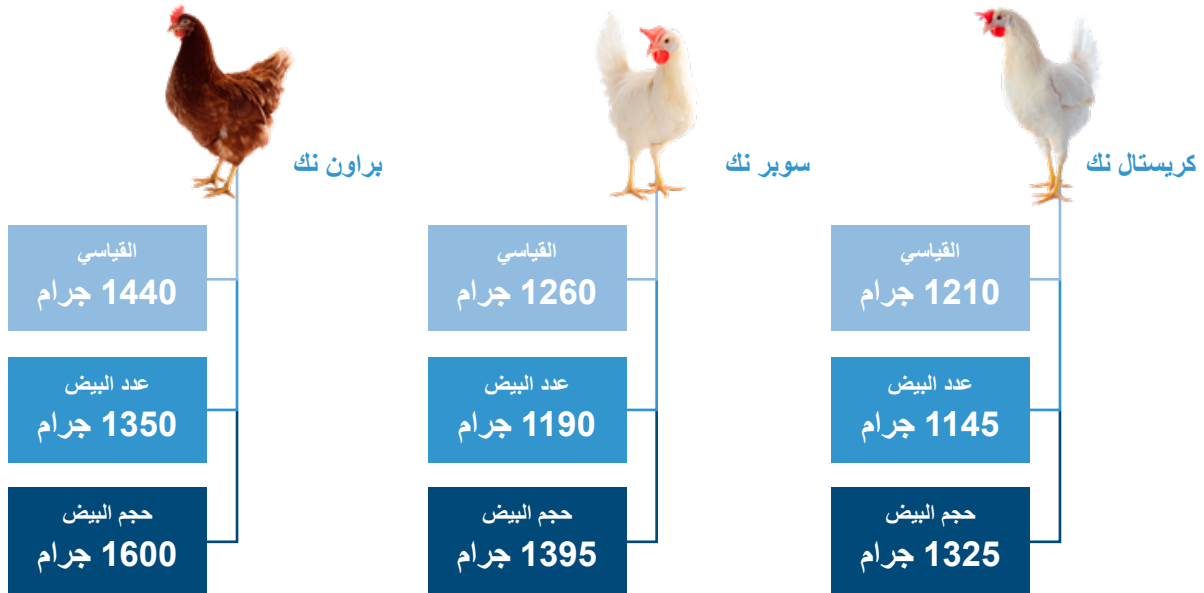 كريستال نك
القياسي
1210 جرام
عدد البيض
1145 جرام
حجم البيض
1325 جرام
سوبر نك
القياسي
1260 جرام
عدد البيض
1190 جرام
حجم البيض
1395 جرام
براون نك
القياسي
1440 جرام
عدد البيض
1350 جرام
حجم البيض
1600 جرام